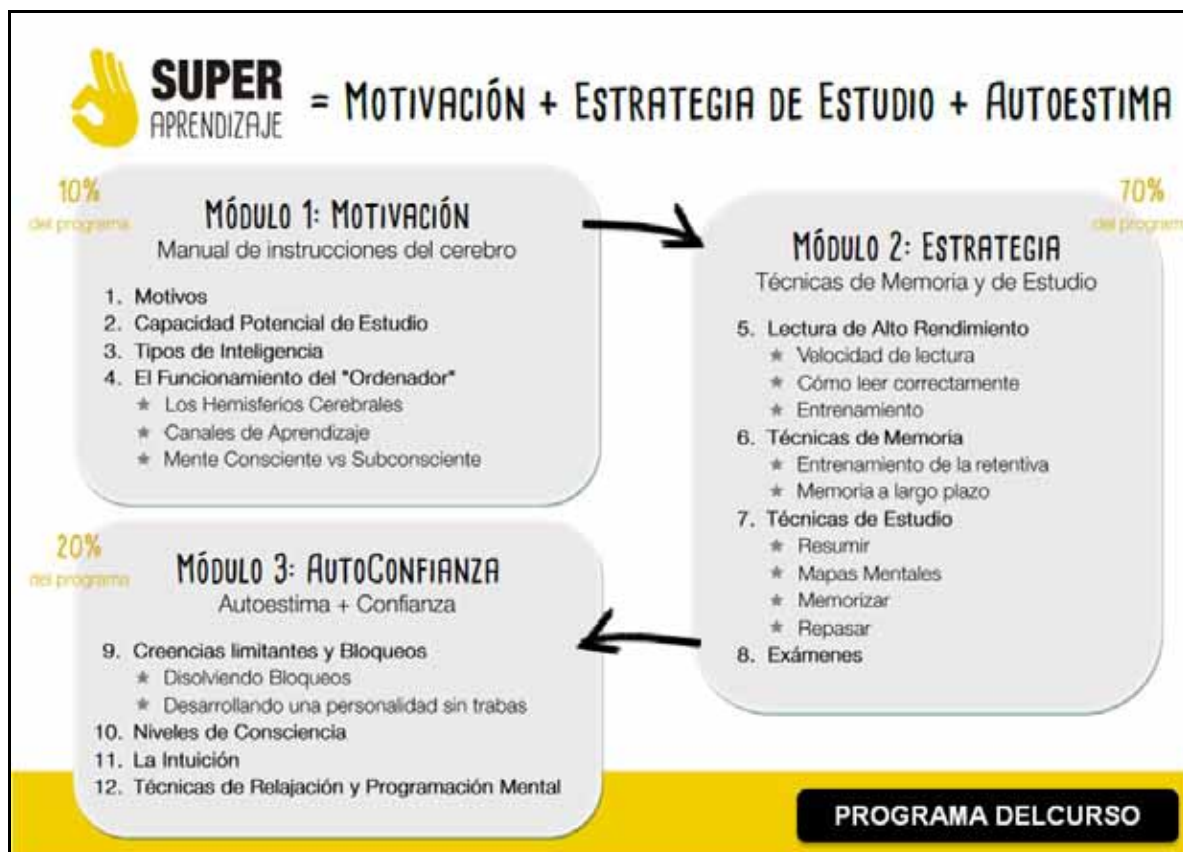 SUPER
APRENDIZAJE
= MOTIVACIÓN + ESTRATEGIA DE ESTUDIO + AUTOESTIMA
10%
del programa
MÓDULO 1: MOTIVACIÓN
Manual de instrucciones del cerebro
1. Motivos
2. Capacidad Potencial de Estudio
3. Tipos de Inteligencia
4. El Funcionamiento del "Ordenador"
★ Los Hemisferios Cerebrales
★ Canales de Aprendizaje
★ Mente Consciente vs Subconsciente
70%
del program
MÓDULO 2: ESTRATEGIA
Técnicas de Memoria y de Estudio
5. Lectura de Alto Rendimiento
★ Velocidad de lectura
★ Cómo leer correctamente
★ Entrenamiento
6. Técnicas de Memoria
★ Entrenamiento de la retentiva
★ Memoria a largo plazo
7. Técnicas de Estudio
★ Resumir
★ Mapas Mentales
★ Memorizar
★ Repasar
8. Exámenes
20%
del programa
MÓDULO 3: AUTOCONFIANZA
Autoestima + Confianza
9. Creencias limitantes y Bloqueos
★ Disolviendo Bloqueos
★ Desarrollando una personalidad sin trabas
10. Niveles de Consciencia
11. La Intuición
12. Técnicas de Relajación y Programación Mental
PROGRAMA DELCURSO